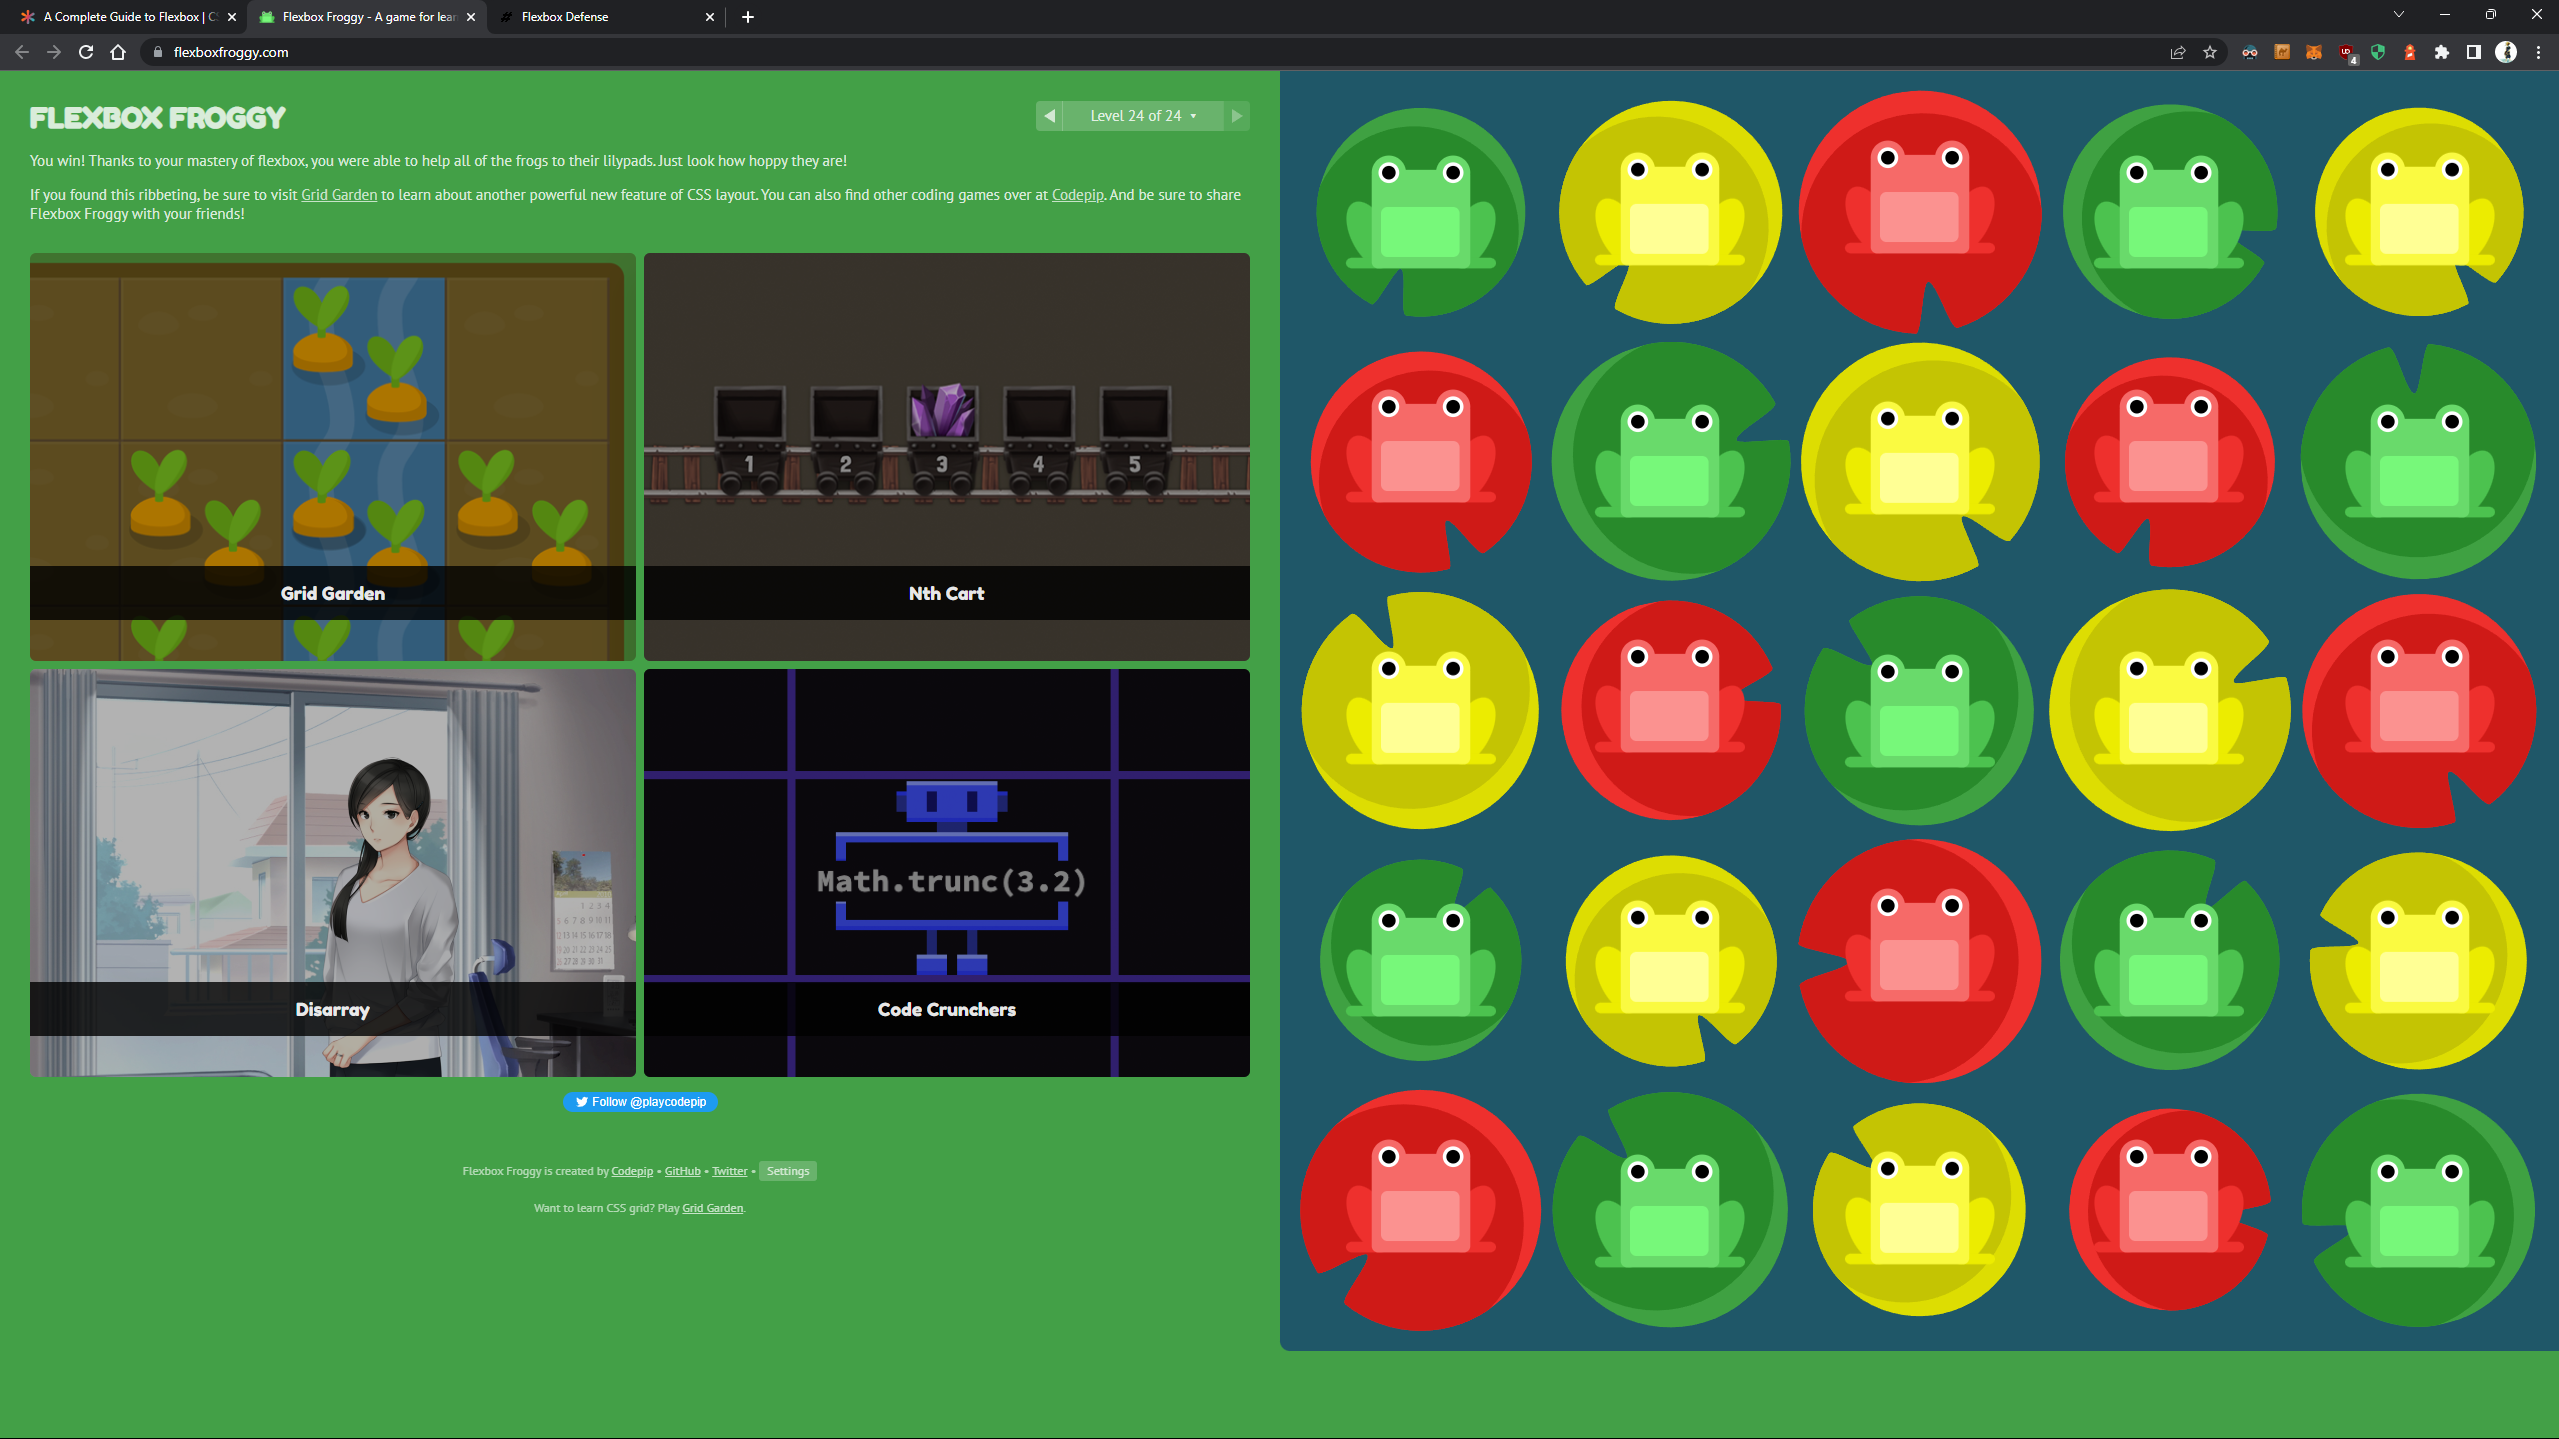 A Complete Guide to Flexbox | CS
Flexbox Froggy - A game for lear
Flexbox Defense
flexboxfroggy.com
4
FLEXBOX FROGGY
Level 24 of 24
You win! Thanks to your mastery of flexbox, you were able to help all of the frogs to their lilypads. Just look how hoppy they are!
If you found this ribbeting, be sure to visit Grid Garden to learn about another powerful new feature of CSS layout. You can also find other coding games over at Codepip. And be sure to share
Flexbox Froggy with your friends!
1 2 3 4 5
Grid Garden
Nth Cart
Math.trunc(3.2)
Disarray
Code Crunchers
Follow @playcodepip
Flexbox Froggy is created by Codepip • GitHub • Twitter • Settings
Want to learn CSS grid? Play Grid Garden.